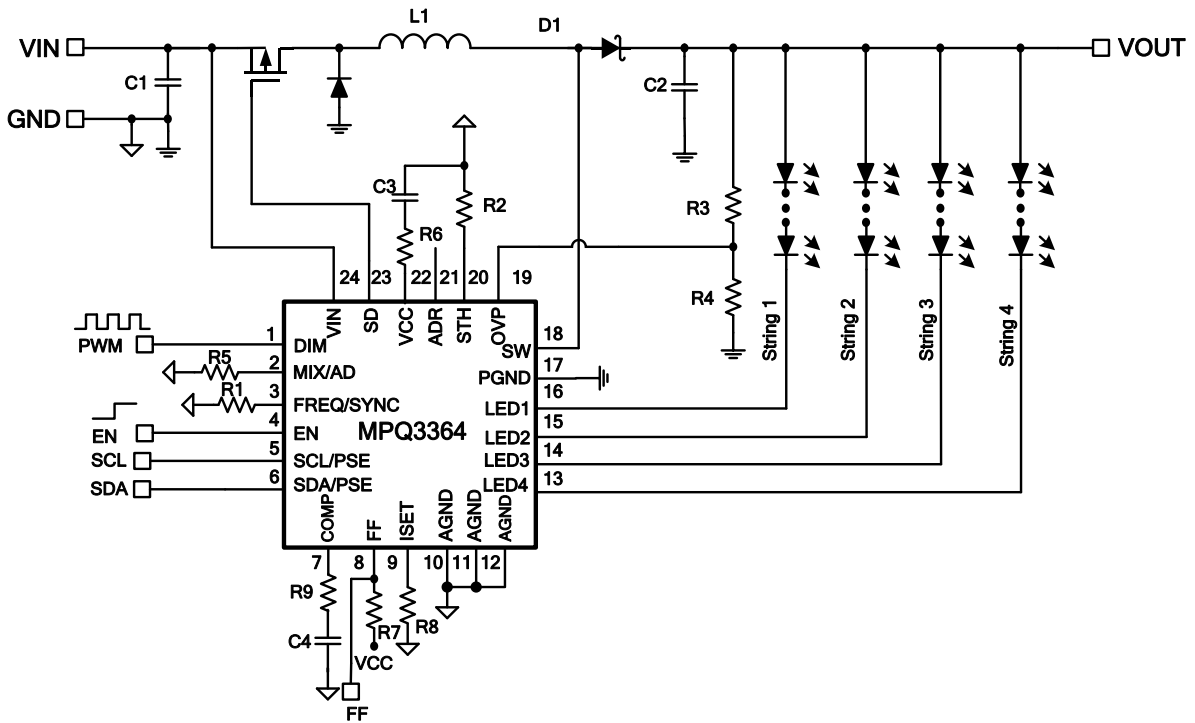 L1
D1
VIN
VOUT
C1
C2
GND
C3
R2
R3
R6
24
23
22
21
20
19
R4
String 1
String 2
String 3
String 4
VIN
SD
VCC
ADR
STH
OVP
PWM
1
DIM
SW
18
R5
2
MIX/AD
PGND
17
R1
3
FREQ/SYNC
LED1
16
EN
4
EN
MPQ3364
LED2
15
SCL
5
SCL/PSE
LED3
14
SDA
6
SDA/PSE
LED4
13
COMP
FF
ISET
AGND
AGND
AGND
7
8
9
10
11
12
R9
R7
R8
C4
VCC
FF